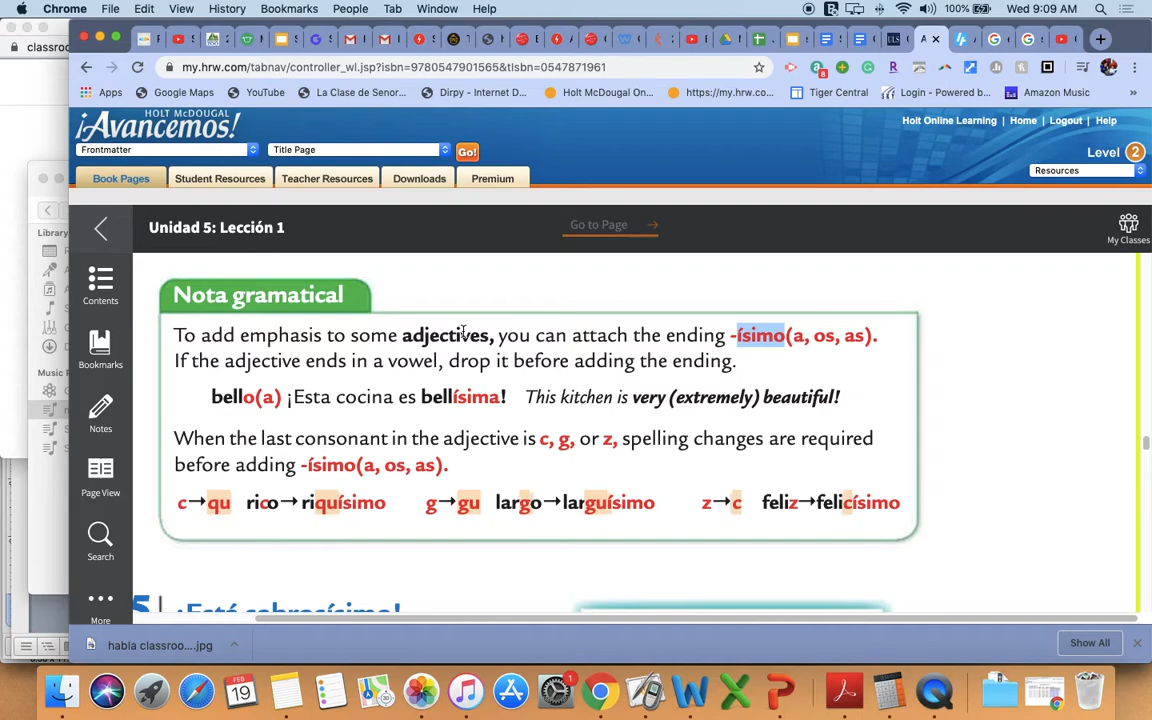 Chrome File Edit View History Bookmarks People Tab Window Help 100% Wed 9:09 AM
classroo
my.hrw.com/tabnav/controller_wl.jsp?isbn=9780547901565&tlsbn=0547871961
Apps Google Maps YouTube La Clase de Senor... Dirpy - Internet D... Holt McDougal On... https://my.hrw.co... Tiger Central Login - Powered b... Amazon Music »
HOLT McDOUGAL
¡Avancemos!
Holt Online Learning | Home | Logout | Help
Frontmatter Title Page Go! Level 2
Book Pages Student Resources Teacher Resources Downloads Premium Resources
Unidad 5: Lección 1 Go to Page → My Classes
Contents
Bookmarks
Notes
Page View
Search
More
Library
Music P
Nota gramatical
To add emphasis to some adjectives, you can attach the ending -ísimo(a, os, as).
If the adjective ends in a vowel, drop it before adding the ending.
bello(a) ¡Esta cocina es bellísima! This kitchen is very (extremely) beautiful!
When the last consonant in the adjective is c, g, or z, spelling changes are required
before adding -ísimo(a, os, as).
c→qu rico→riquísimo g→gu largo→larguísimo z→c feliz→felicísimo
5 ¡Está sabrosísimo!
habla classroo....jpg Show All
FEB
19